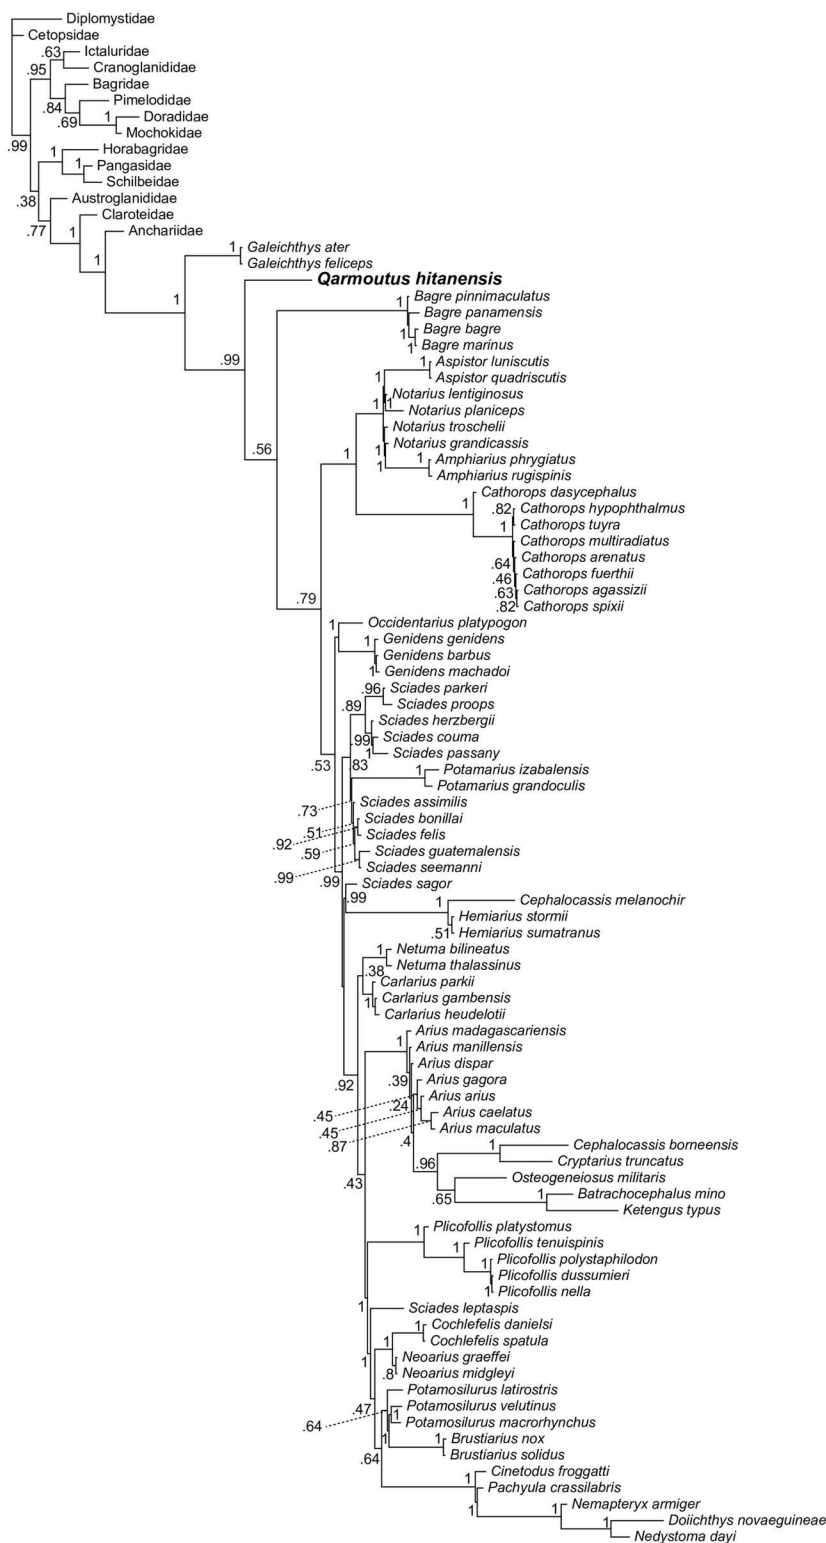 Diplomystidae
Cetopsidae
.63 Ictaluridae
.95 Cranoglanididae
Bagridae
.84 Pimelodidae
.69 1 Doradidae
Mochokidae
.99
1 Horabagridae
1 Pangasidae
Schilbeidae
.38 Austroglanididae
1 Claroteidae
.77
1 Anchariidae
1 Galeichthys ater
Galeichthys feliceps
Qarmoutus hitanensis
1 1 Bagre pinnimaculatus
Bagre panamensis
1 Bagre bagre
1 Bagre marinus
.99 1 Aspistor luniscutis
1 Aspistor quadriscutis
Notarius lentiginosus
1 1 Notarius planiceps
Notarius troschelii
.56 1 1 Notarius grandicassis
1 1 Amphiarius phrygiatus
Amphiarius rugispinis
1 Cathorops dasycephalus
.82 Cathorops hypophthalmus
1 Cathorops tuyra
Cathorops multiradiatus
.64 Cathorops arenatus
.46 Cathorops fuerthii
.63 Cathorops agassizii
.79 .82 Cathorops spixii
1 Occidentarius platypogon
1 Genidens genidens
Genidens barbus
1 Genidens machadoi
.96 Sciades parkeri
.89 Sciades proops
Sciades herzbergii
.99 Sciades couma
1 Sciades passany
.53 .83
1 Potamarius izabalensis
Potamarius grandoculis
.73 Sciades assimilis
.51 Sciades bonillai
.92 Sciades felis
.59 Sciades guatemalensis
.99 Sciades seemanni
.99 Sciades sagor
.99
1 Cephalocassis melanochir
Hemiarius stormii
.51 Hemiarius sumatranus
1 Netuma bilineatus
.38 Netuma thalassinus
Carlarius parkii
1 Carlarius gambensis
Carlarius heudelotii
1 Arius madagascariensis
Arius manillensis
Arius dispar
.92 .39 Arius gagora
.45 .24 Arius arius
.45 Arius caelatus
.87 Arius maculatus
.4
1 Cephalocassis borneensis
.96 Cryptarius truncatus
.43 Osteogeneiosus militaris
.65 1 Batrachocephalus mino
Ketengus typus
1 Plicofollis platystomus
1 Plicofollis tenuispinis
1 Plicofollis polystaphilodon
Plicofollis dussumieri
1 Plicofollis nella
1 Sciades leptaspis
1 Cochlefelis danielsi
1 Cochlefelis spatula
1 Neoarius graeffei
.8 Neoarius midgleyi
Potamosilurus latirostris
.47 1 Potamosilurus velutinus
.64 Potamosilurus macrorhynchus
1 1 Brustiarius nox
.64 Brustiarius solidus
1 Cinetodus froggatti
Pachyula crassilabris
1 1 Nemapteryx armiger
1 Doiichthys novaeguineae
Nedystoma dayi